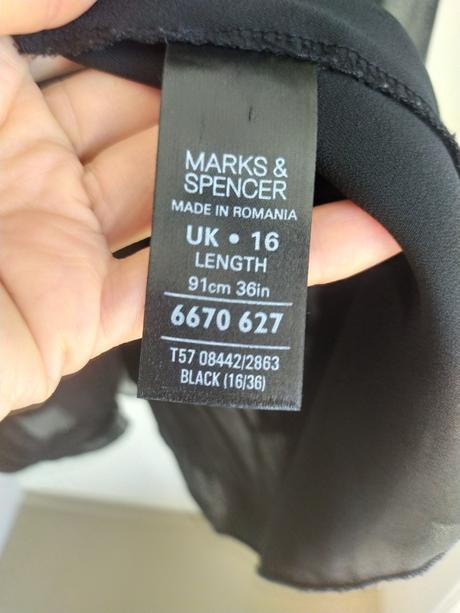 MARKS &
SPENCER
MADE IN ROMANIA
UK • 16
LENGTH
91cm 36in
6670 627
T57 08442/2863
BLACK (16/36)